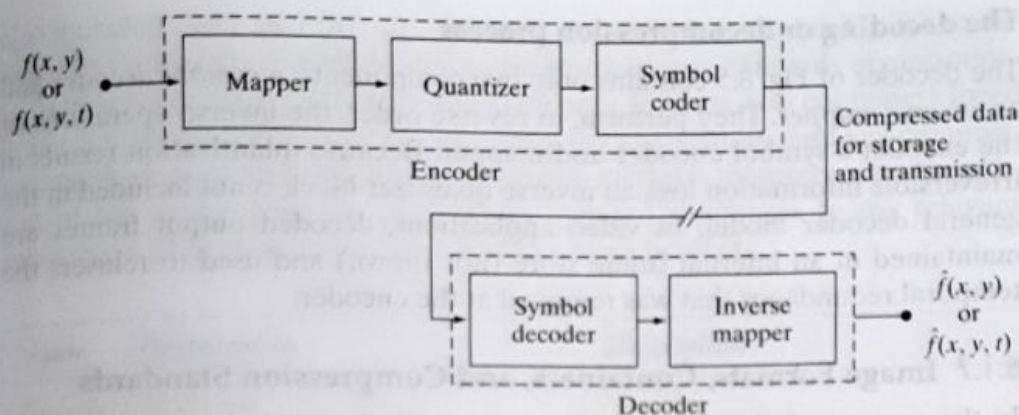 f(x, y)
or
f(x, y, t)
Mapper
Quantizer
Symbol
coder
Encoder
Compressed data
for storage
and transmission
Symbol
decoder
Inverse
mapper
Decoder
f̂(x, y)
or
f̂(x, y, t)